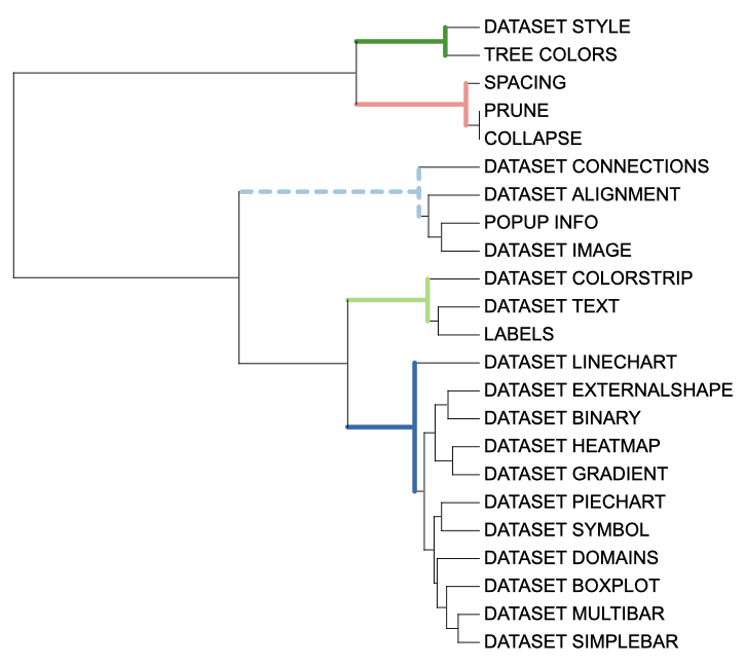 DATASET STYLE
TREE COLORS
SPACING
PRUNE
COLLAPSE
DATASET CONNECTIONS
DATASET ALIGNMENT
POPUP INFO
DATASET IMAGE
DATASET COLORSTRIP
DATASET TEXT
LABELS
DATASET LINECHART
DATASET EXTERNALSHAPE
DATASET BINARY
DATASET HEATMAP
DATASET GRADIENT
DATASET PIECHART
DATASET SYMBOL
DATASET DOMAINS
DATASET BOXPLOT
DATASET MULTIBAR
DATASET SIMPLEBAR